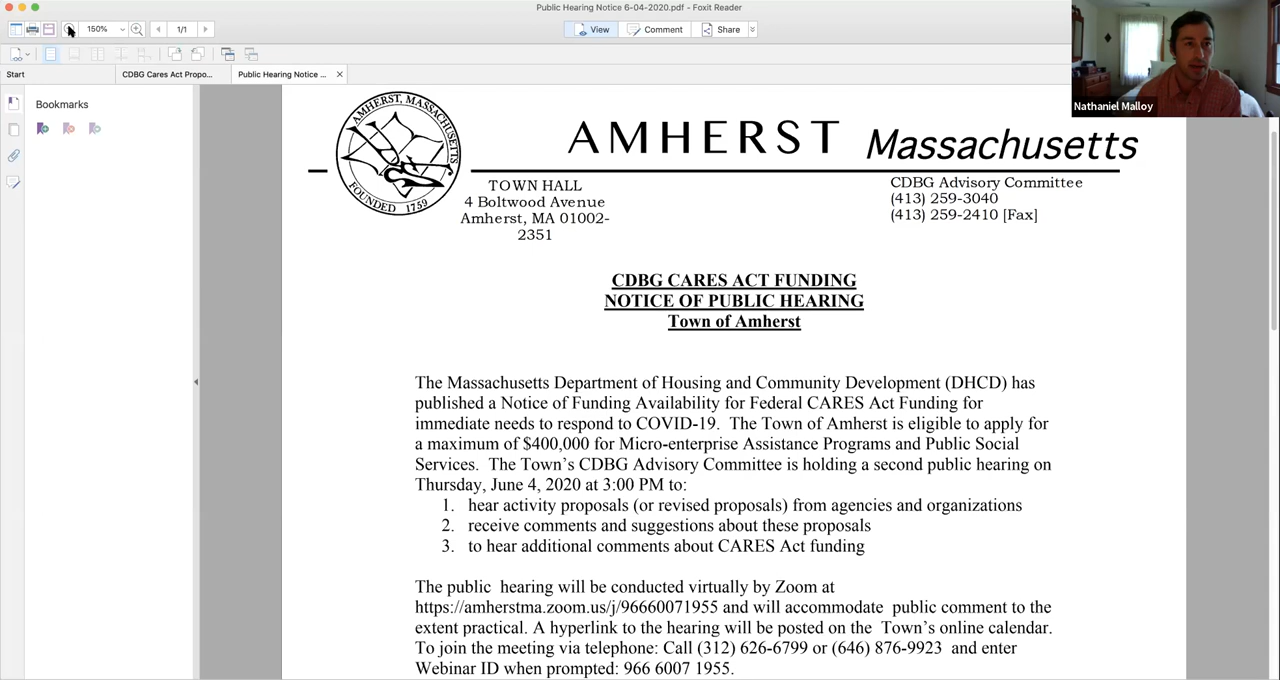 Public Hearing Notice 6-04-2020.pdf - Foxit Reader
150%
1/1
View
Comment
Share
Start
CDBG Cares Act Propo...
Public Hearing Notice ...
Bookmarks
Nathaniel Malloy
AMHERST, MASSACHUSETTS
FOUNDED 1759
AMHERST Massachusetts
TOWN HALL
4 Boltwood Avenue
Amherst, MA 01002-
2351
CDBG Advisory Committee
(413) 259-3040
(413) 259-2410 [Fax]
CDBG CARES ACT FUNDING
NOTICE OF PUBLIC HEARING
Town of Amherst
The Massachusetts Department of Housing and Community Development (DHCD) has
published a Notice of Funding Availability for Federal CARES Act Funding for
immediate needs to respond to COVID-19. The Town of Amherst is eligible to apply for
a maximum of $400,000 for Micro-enterprise Assistance Programs and Public Social
Services. The Town's CDBG Advisory Committee is holding a second public hearing on
Thursday, June 4, 2020 at 3:00 PM to:
1. hear activity proposals (or revised proposals) from agencies and organizations
2. receive comments and suggestions about these proposals
3. to hear additional comments about CARES Act funding
The public hearing will be conducted virtually by Zoom at
https://amherstma.zoom.us/j/96660071955 and will accommodate public comment to the
extent practical. A hyperlink to the hearing will be posted on the Town's online calendar.
To join the meeting via telephone: Call (312) 626-6799 or (646) 876-9923 and enter
Webinar ID when prompted: 966 6007 1955.